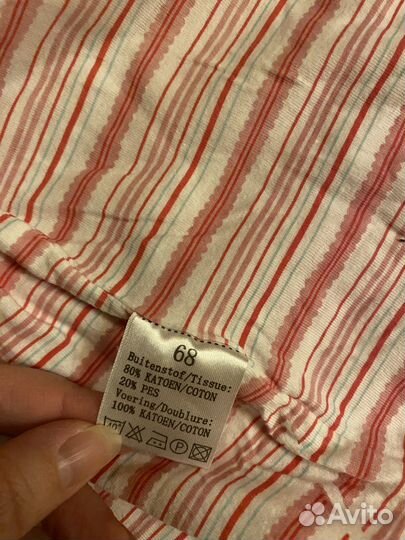 68
Buitenstof/Tissue:
80% KATOEN/COTON
20% PES
Voering/Doublure:
100% KATOEN/COTON
Avito